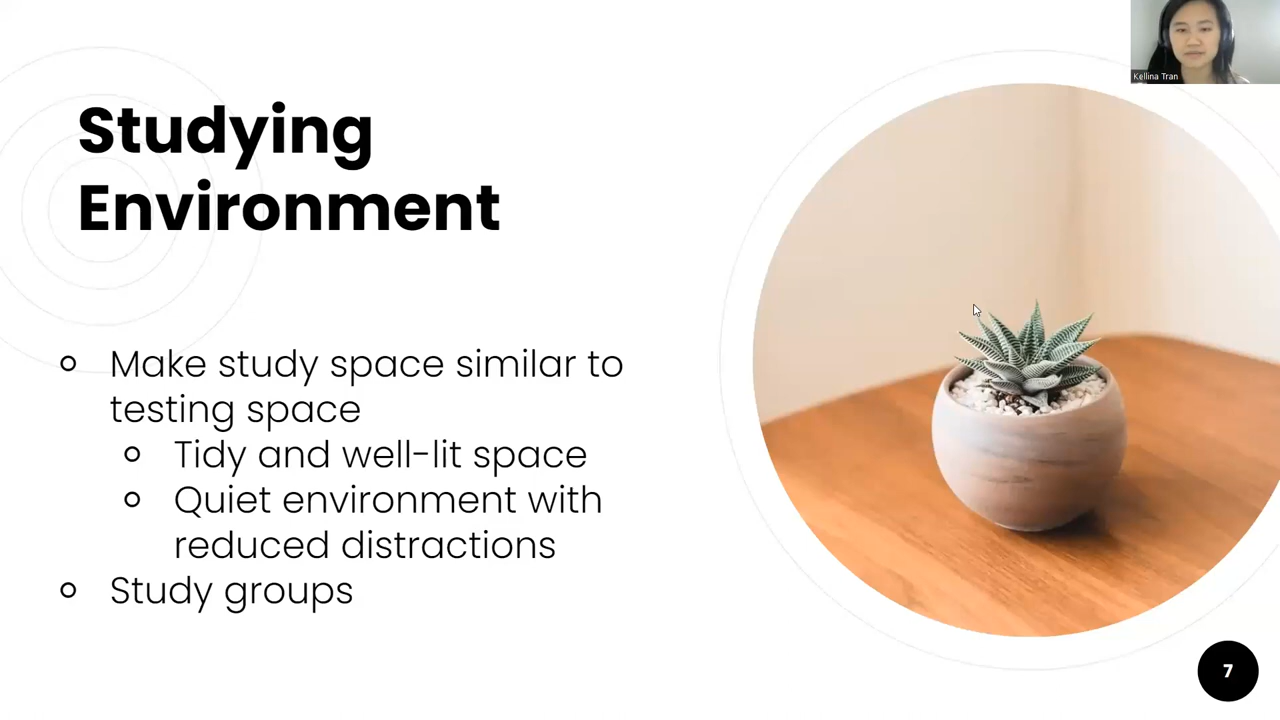 Kellina Tran
Studying
Environment
Make study space similar to
testing space
Tidy and well-lit space
Quiet environment with
reduced distractions
Study groups
7